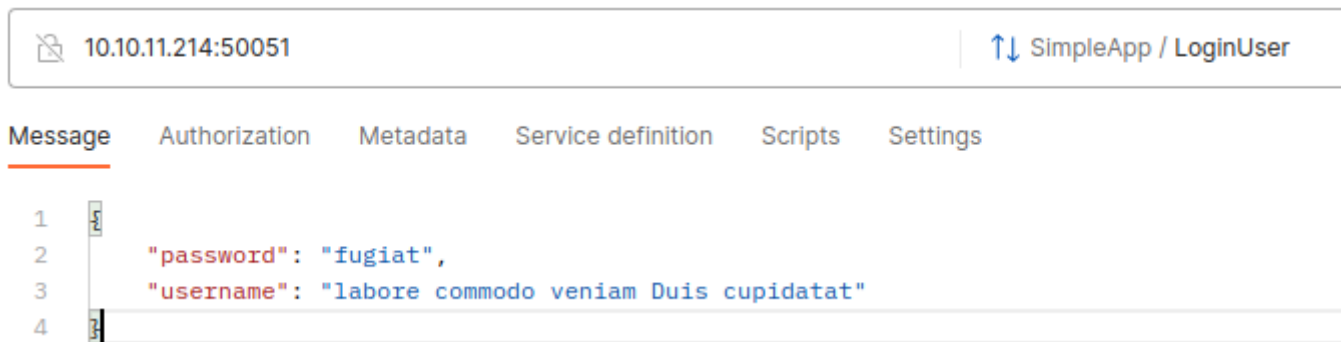 10.10.11.214:50051 SimpleApp / LoginUser
Message Authorization Metadata Service definition Scripts Settings
1 {
2 "password": "fugiat",
3 "username": "labore commodo veniam Duis cupidatat"
4 }